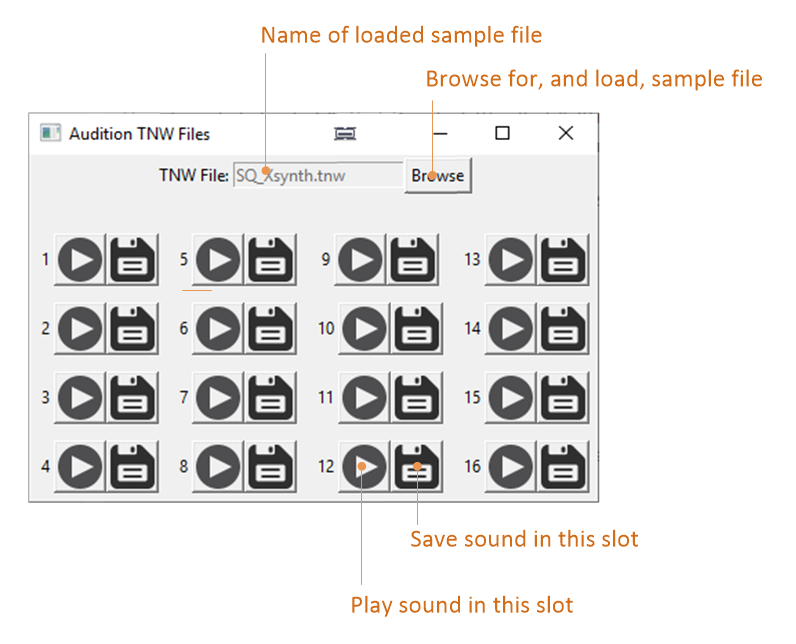 Name of loaded sample file
Browse for, and load, sample file
Audition TNW Files
TNW File: SQ_Xsynth.tnw Browse
1 5 9 13
2 6 10 14
3 7 11 15
4 8 12 16
Save sound in this slot
Play sound in this slot